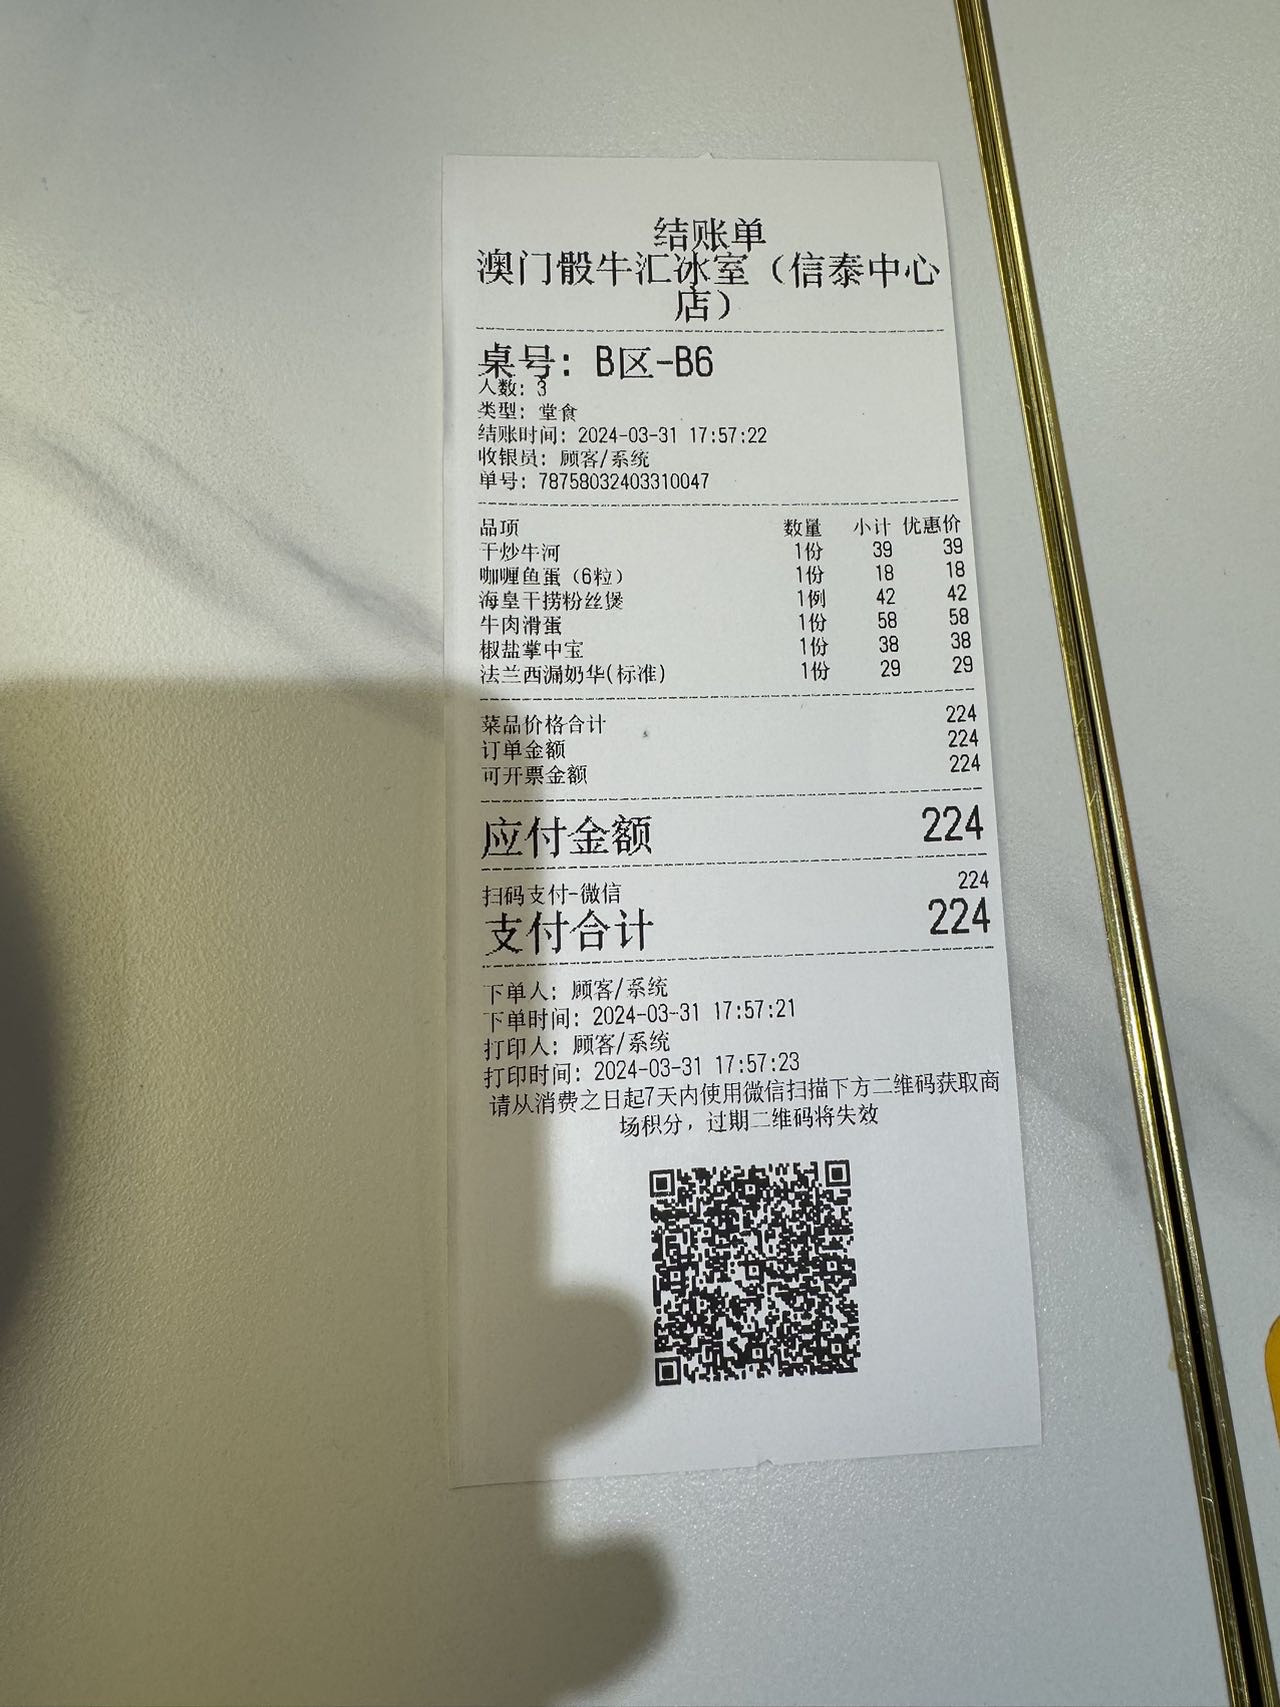 结账单
澳门骰牛汇冰室（信泰中心
店）
桌号: B区-B6
人数: 3
类型: 堂食
结账时间: 2024-03-31 17:57:22
收银员: 顾客/系统
单号: 78758032403310047
品项 数量 小计 优惠价
干炒牛河 1份 39 39
咖喱鱼蛋（6粒） 1份 18 18
海皇干捞粉丝煲 1例 42 42
牛肉滑蛋 1份 58 58
椒盐掌中宝 1份 38 38
法兰西漏奶华(标准) 1份 29 29
菜品价格合计 224
订单金额 224
可开票金额 224
应付金额 224
扫码支付-微信 224
支付合计 224
下单人: 顾客/系统
下单时间: 2024-03-31 17:57:21
打印人: 顾客/系统
打印时间: 2024-03-31 17:57:23
请从消费之日起7天内使用微信扫描下方二维码获取商
场积分，过期二维码将失效